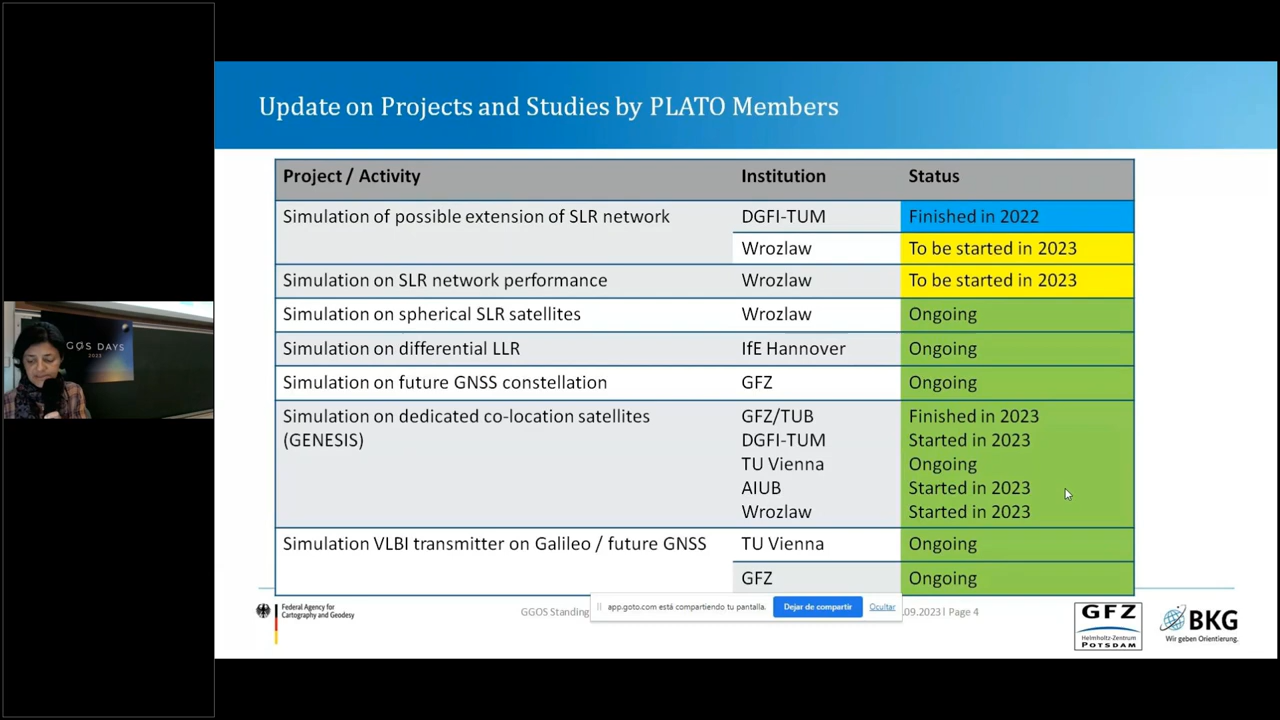 Update on Projects and Studies by PLATO Members
Project / Activity Institution Status
Simulation of possible extension of SLR network DGFI-TUM Finished in 2022
Wrozlaw To be started in 2023
Simulation on SLR network performance Wrozlaw To be started in 2023
Simulation on spherical SLR satellites Wrozlaw Ongoing
Simulation on differential LLR IfE Hannover Ongoing
Simulation on future GNSS constellation GFZ Ongoing
Simulation on dedicated co-location satellites GFZ/TUB Finished in 2023
(GENESIS) DGFI-TUM Started in 2023
TU Vienna Ongoing
AIUB Started in 2023
Wrozlaw Started in 2023
Simulation VLBI transmitter on Galileo / future GNSS TU Vienna Ongoing
GFZ Ongoing
GGOS DAYS
2023
Federal Agency for
Cartography and Geodesy
GGOS Standing
app.goto.com está compartiendo tu pantalla. Dejar de compartir Ocultar
.09.2023 | Page 4
GFZ
Helmholtz-Zentrum
POTSDAM
BKG
Wir geben Orientierung.